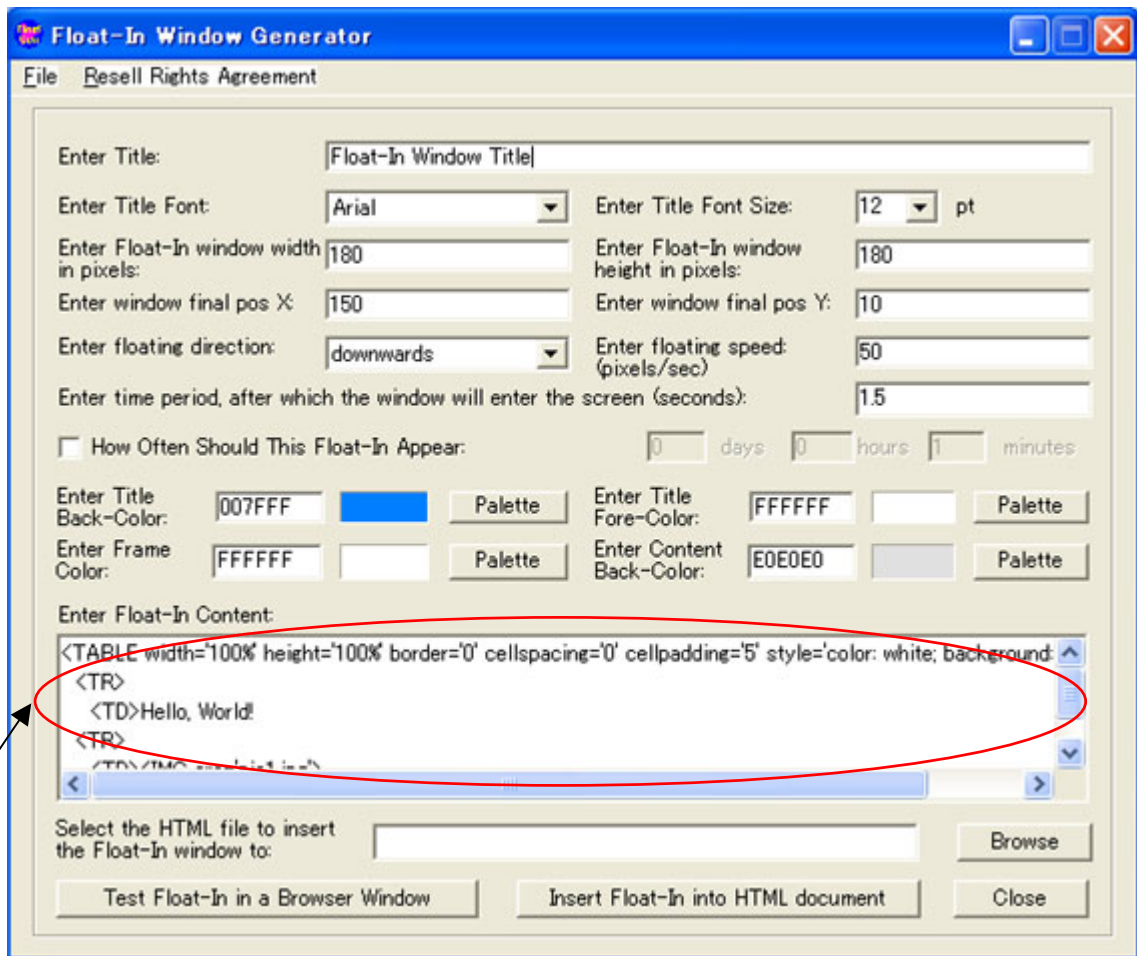 Float-In Window Generator
File Resell Rights Agreement
Enter Title: Float-In Window Title
Enter Title Font: Arial Enter Title Font Size: 12 pt
Enter Float-In window width in pixels: 180 Enter Float-In window height in pixels: 180
Enter window final pos X: 150 Enter window final pos Y: 10
Enter floating direction: downwards Enter floating speed: (pixels/sec) 50
Enter time period, after which the window will enter the screen (seconds): 1.5
How Often Should This Float-In Appear: 0 days 0 hours 1 minutes
Enter Title Back-Color: 007FFF Palette Enter Title Fore-Color: FFFFFF Palette
Enter Frame Color: FFFFFF Palette Enter Content Back-Color: E0E0E0 Palette
Enter Float-In Content:
<TABLE width='100%' height='100%' border='0' cellspacing='0' cellpadding='5' style='color: white; background:
<TR>
<TD>Hello, World!
<TR>
<TD><IMG
Select the HTML file to insert the Float-In window to: Browse
Test Float-In in a Browser Window Insert Float-In into HTML document Close